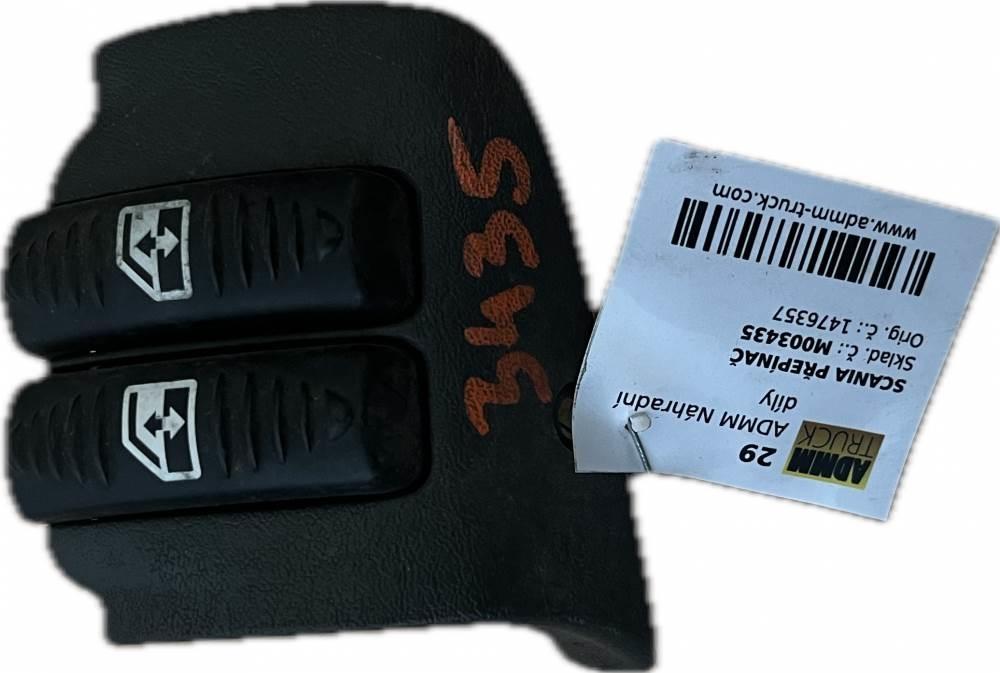 3435
ADMM
TRUCK
29
ADMM Náhradní
díly
SCANIA PŘEPÍNAČ
Sklad. č.: M003435
Orig. č.: 1476357
www.admm-truck.com